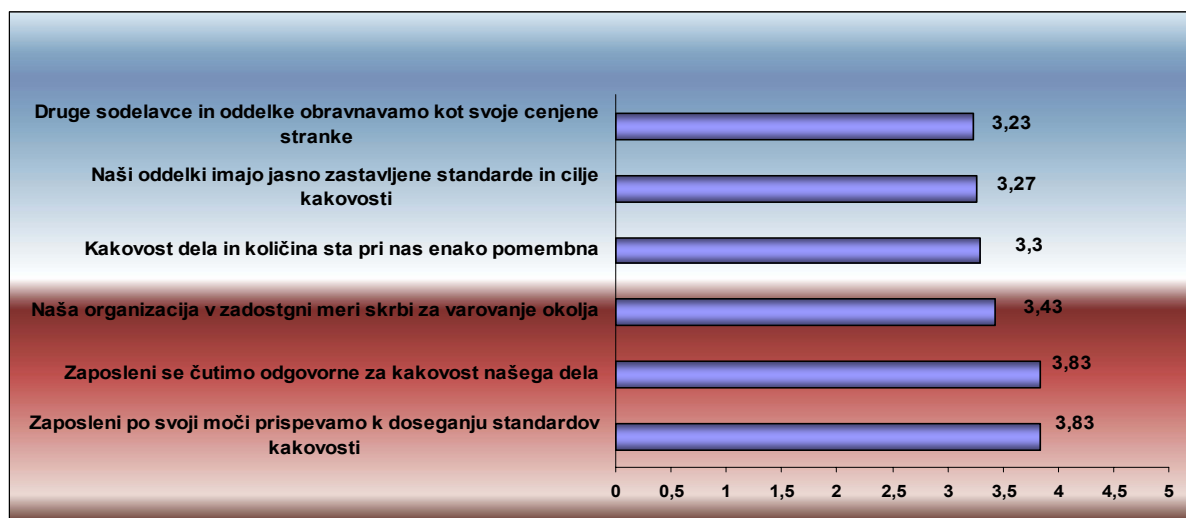 Druge sodelavce in oddelke obravnavamo kot svoje cenjene
stranke
3,23
Naši oddelki imajo jasno zastavljene standarde in cilje
kakovosti
3,27
Kakovost dela in količina sta pri nas enako pomembna
3,3
Naša organizacija v zadostgni meri skrbi za varovanje okolja
3,43
Zaposleni se čutimo odgovorne za kakovost našega dela
3,83
Zaposleni po svoji moči prispevamo k doseganju standardov
kakovosti
3,83
0 0,5 1 1,5 2 2,5 3 3,5 4 4,5 5